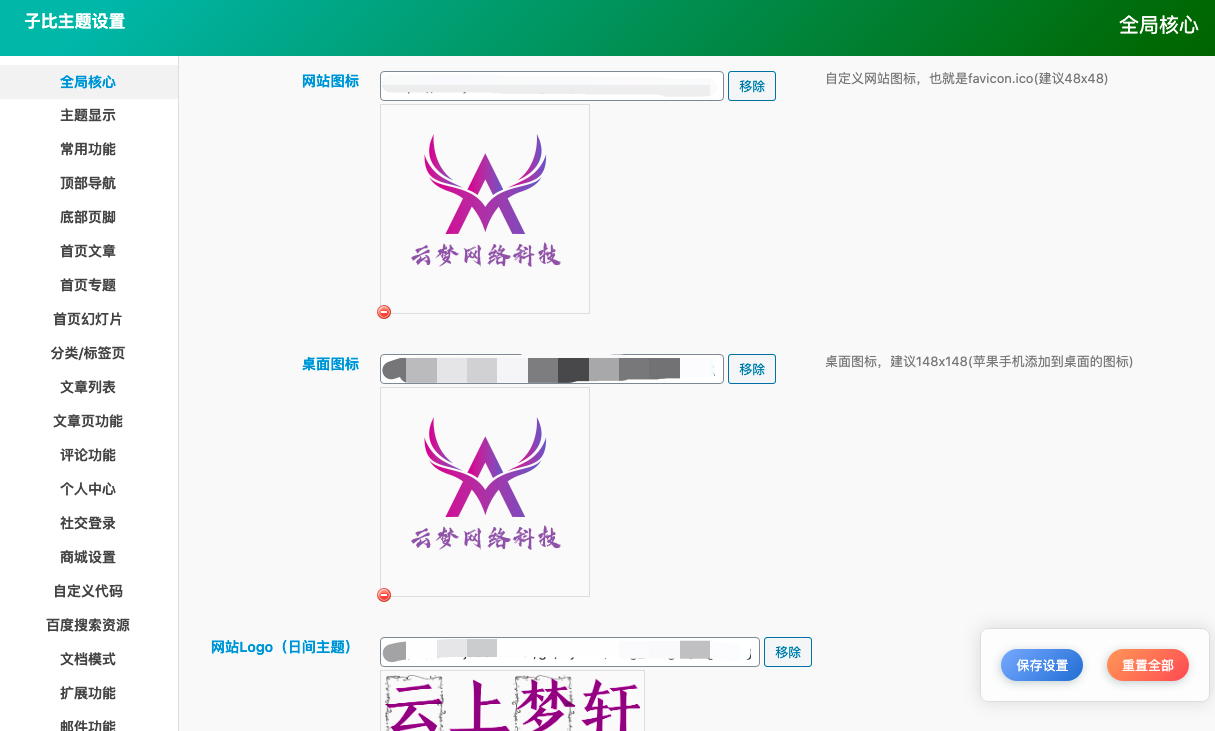 子比主题设置
全局核心
全局核心
主题显示
常用功能
顶部导航
底部页脚
首页文章
首页专题
首页幻灯片
分类/标签页
文章列表
文章页功能
评论功能
个人中心
社交登录
商城设置
自定义代码
百度搜索资源
文档模式
扩展功能
邮件功能
网站图标
移除
自定义网站图标，也就是favicon.ico(建议48x48)
云梦网络科技
桌面图标
移除
桌面图标，建议148x148(苹果手机添加到桌面的图标)
云梦网络科技
网站Logo（日间主题）
移除
云上梦轩
保存设置
重置全部